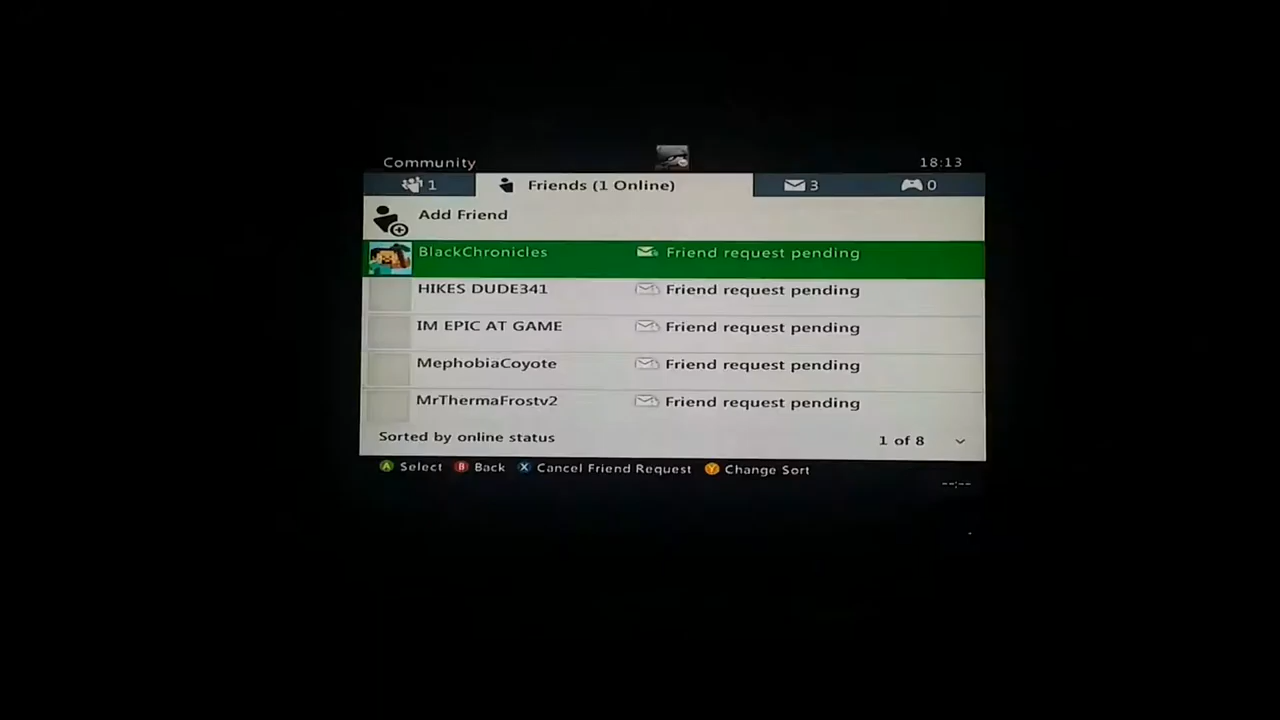 Community 18:13
1 Friends (1 Online) 3 0
Add Friend
BlackChronicles Friend request pending
HIKES DUDE341 Friend request pending
IM EPIC AT GAME Friend request pending
MephobiaCoyote Friend request pending
MrThermaFrostv2 Friend request pending
Sorted by online status 1 of 8
A Select B Back X Cancel Friend Request Y Change Sort
--:--